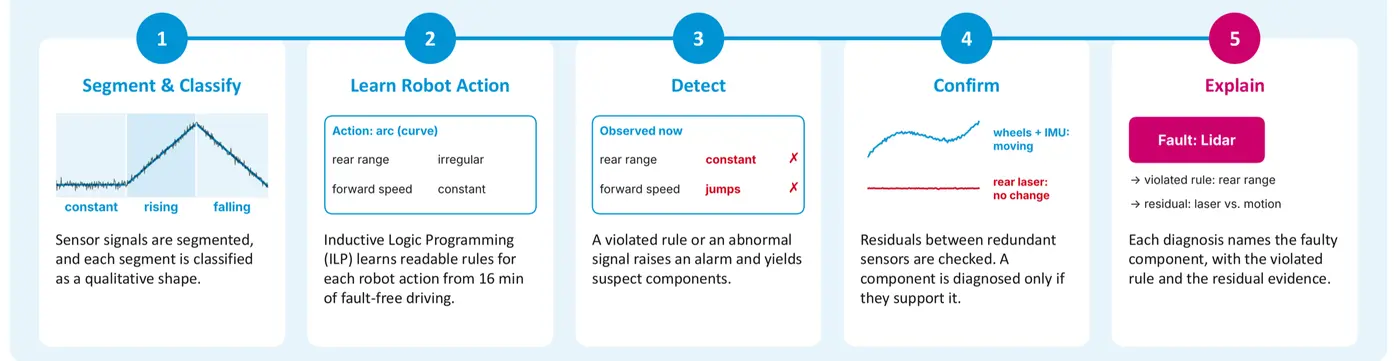 1
Segment & Classify
constant rising falling
Sensor signals are segmented,
and each segment is classified
as a qualitative shape.
2
Learn Robot Action
Action: arc (curve)
rear range irregular
forward speed constant
Inductive Logic Programming
(ILP) learns readable rules for
each robot action from 16 min
of fault-free driving.
3
Detect
Observed now
rear range constant ✗
forward speed jumps ✗
A violated rule or an abnormal
signal raises an alarm and yields
suspect components.
4
Confirm
wheels + IMU:
moving
rear laser:
no change
Residuals between redundant
sensors are checked. A
component is diagnosed only if
they support it.
5
Explain
Fault: Lidar
→ violated rule: rear range
→ residual: laser vs. motion
Each diagnosis names the faulty
component, with the violated
rule and the residual evidence.